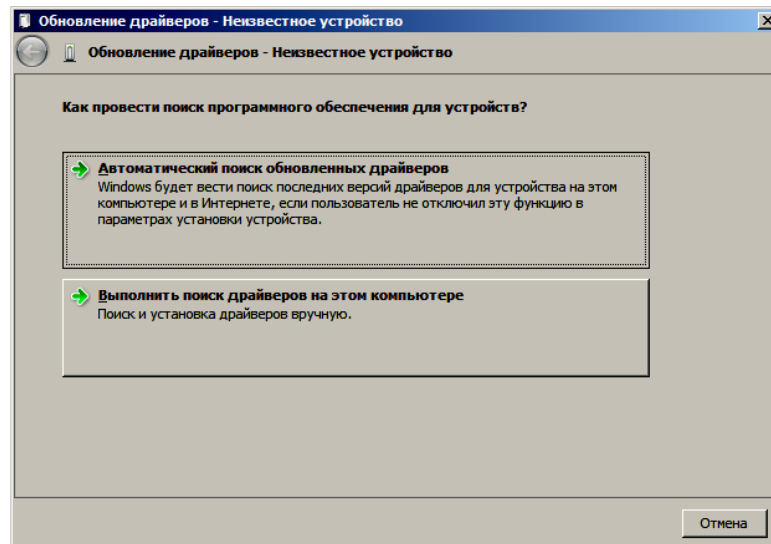 Обновление драйверов - Неизвестное устройство
Обновление драйверов - Неизвестное устройство
Как провести поиск программного обеспечения для устройств?
Автоматический поиск обновленных драйверов
Windows будет вести поиск последних версий драйверов для устройства на этом
компьютере и в Интернете, если пользователь не отключил эту функцию в
параметрах установки устройства.
Выполнить поиск драйверов на этом компьютере
Поиск и установка драйверов вручную.
Отмена